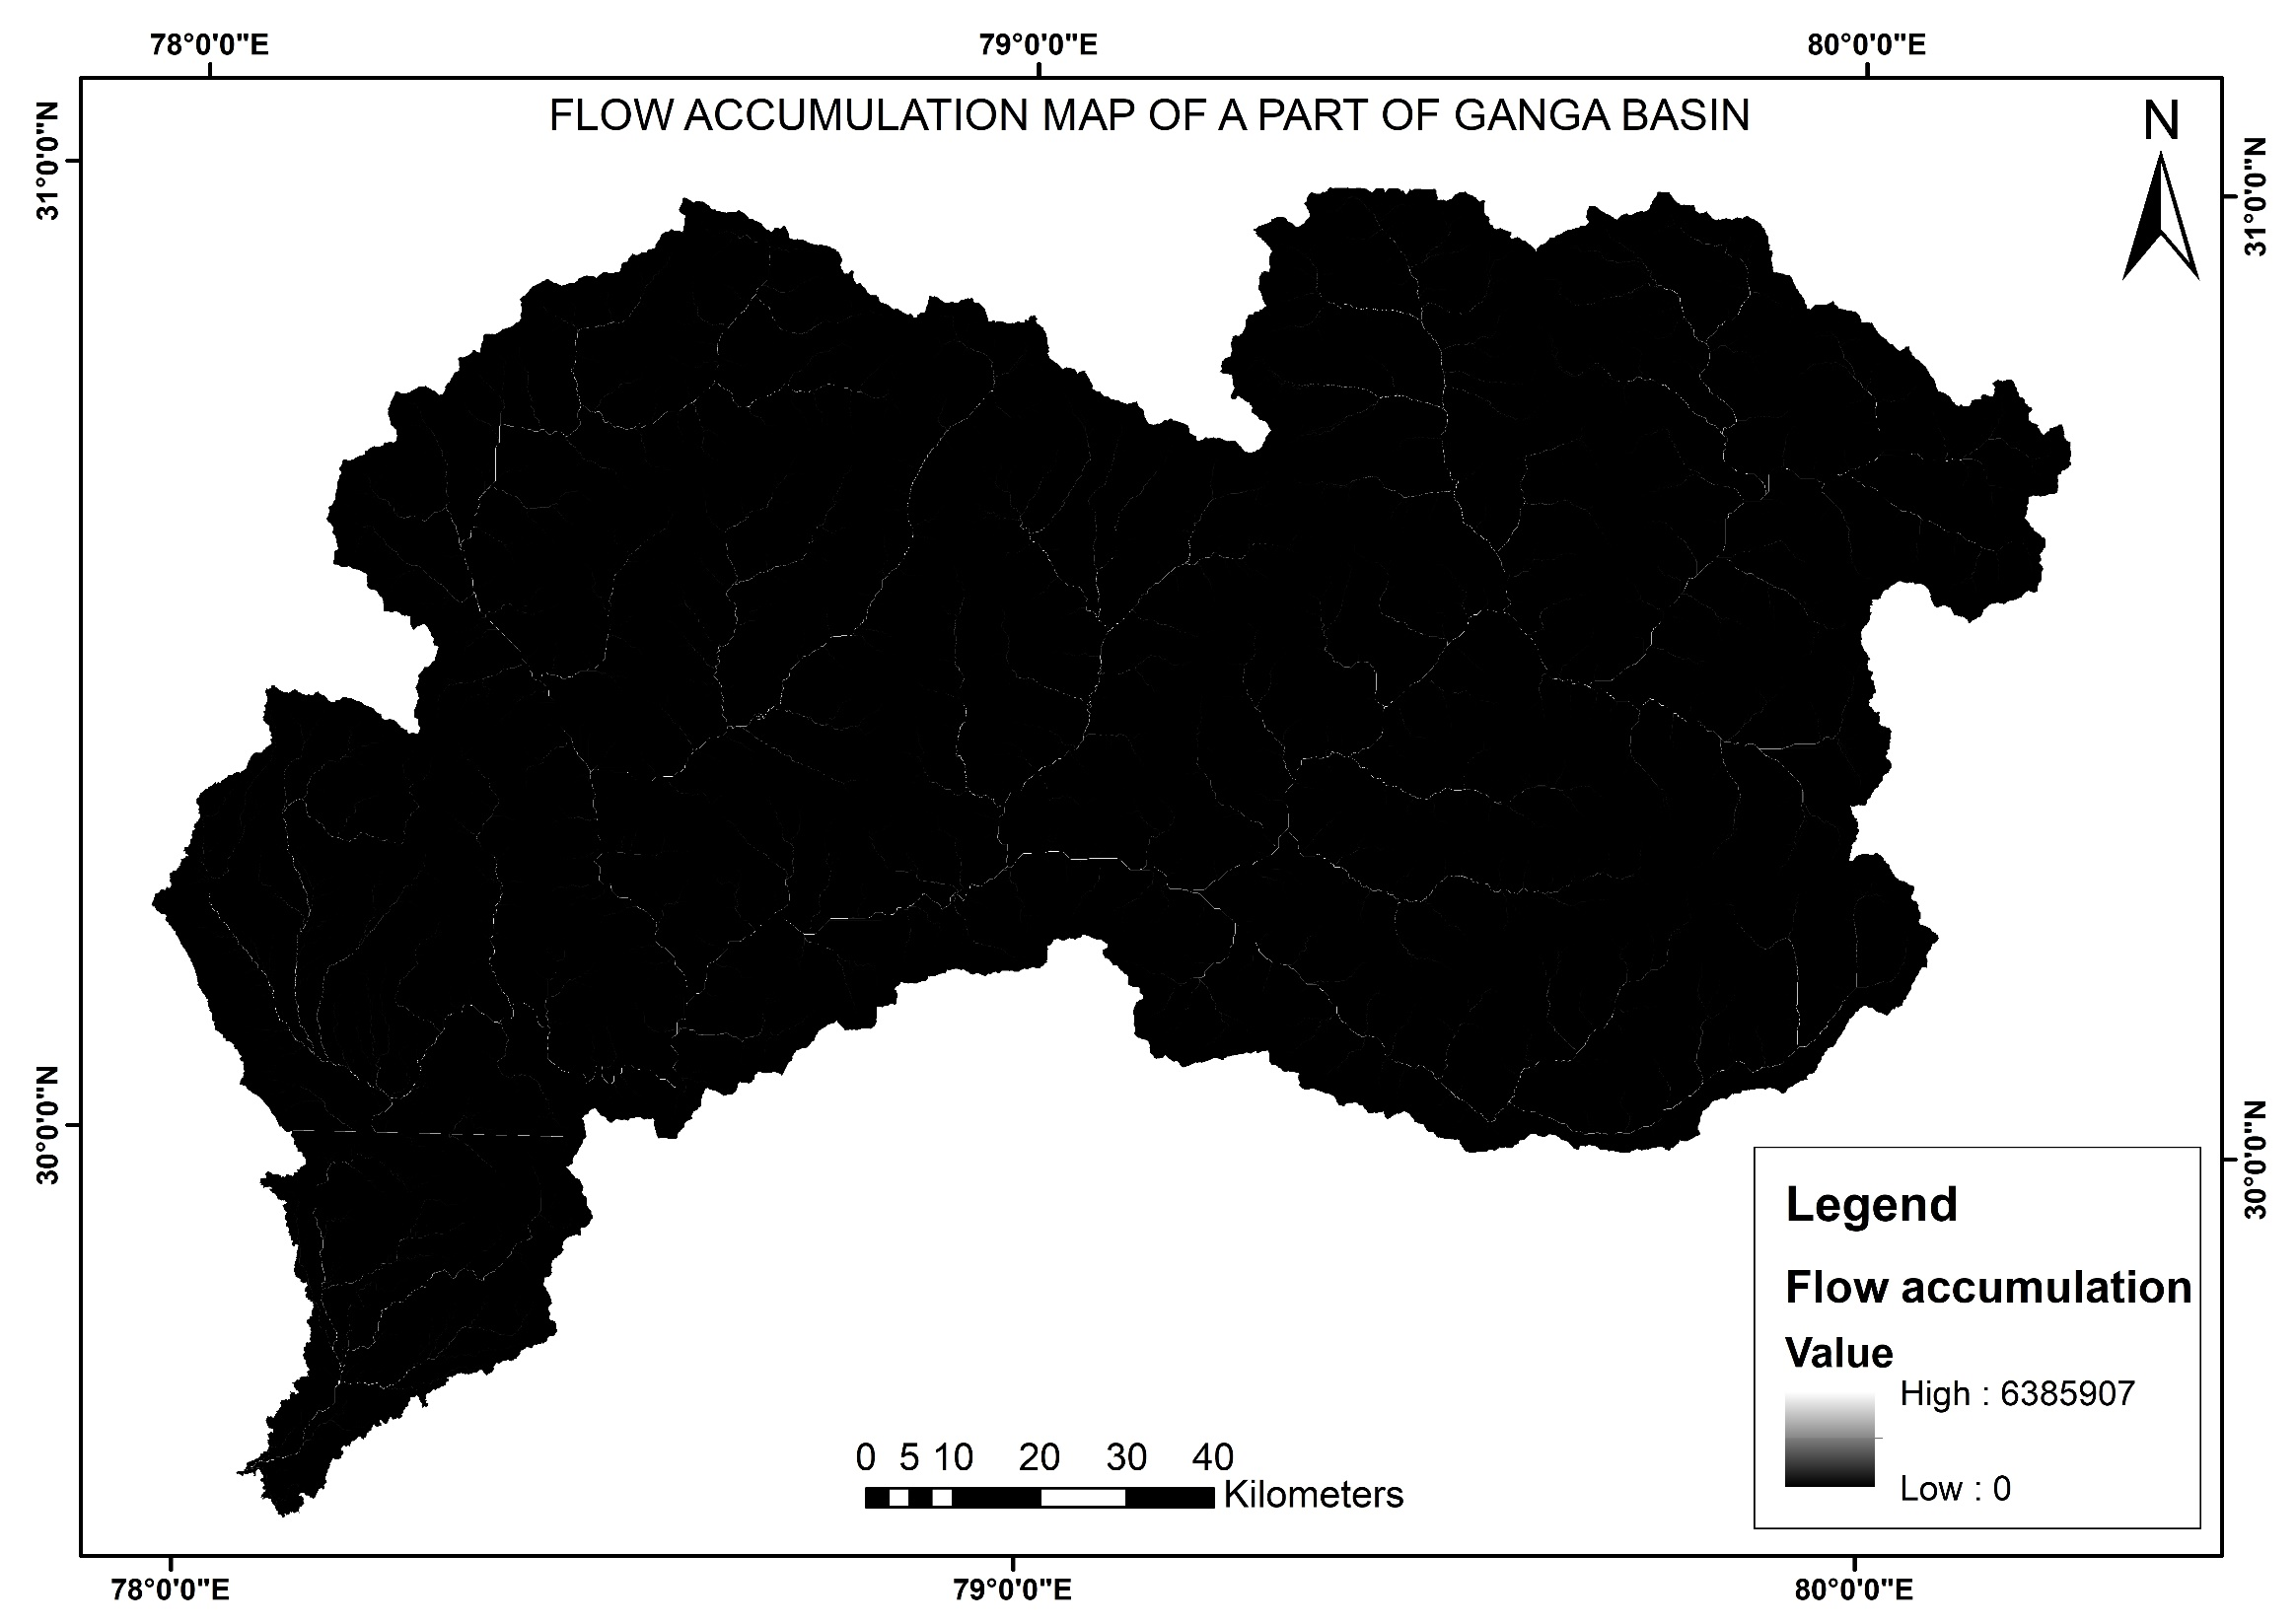 78°0'0"E 79°0'0"E 80°0'0"E
FLOW ACCUMULATION MAP OF A PART OF GANGA BASIN
N
31°0'0"N
31°0'0"N
30°0'0"N
30°0'0"N
Legend
Flow accumulation
Value
High : 6385907
Low : 0
0 5 10 20 30 40
Kilometers
78°0'0"E 79°0'0"E 80°0'0"E